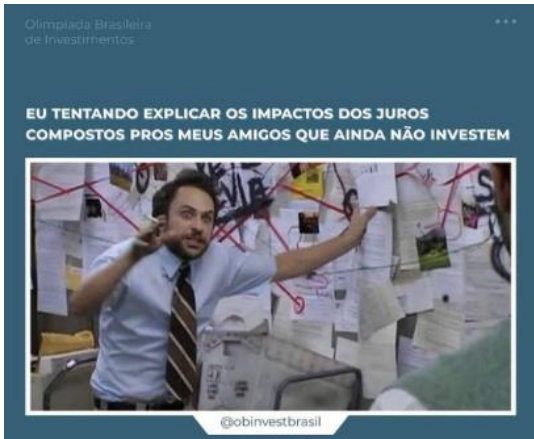 Olimpíada Brasileira
de Investimentos
EU TENTANDO EXPLICAR OS IMPACTOS DOS JUROS
COMPOSTOS PROS MEUS AMIGOS QUE AINDA NÃO INVESTEM
@obinvestbrasil